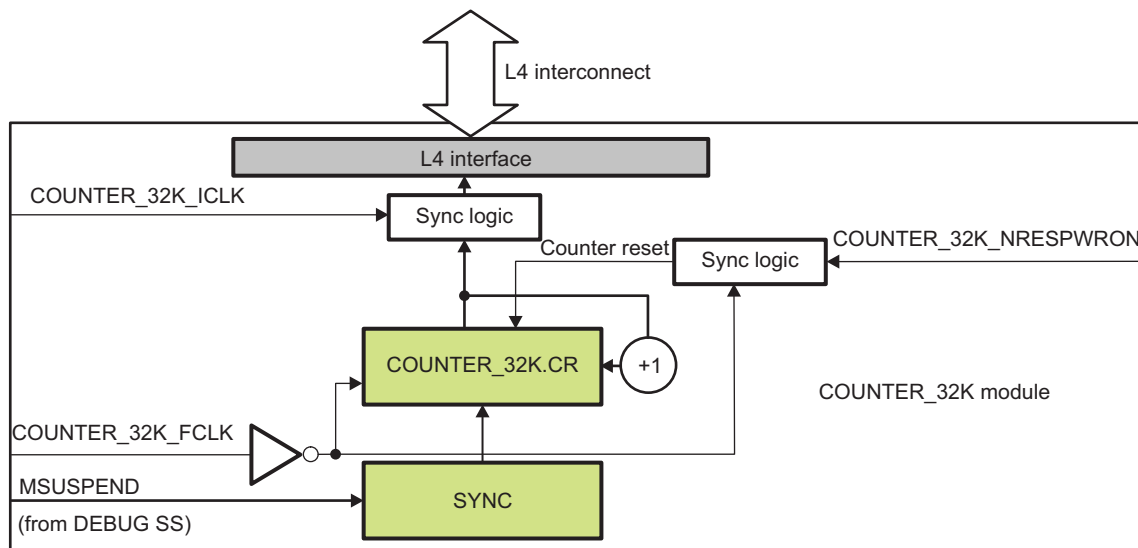 L4 interconnect
L4 interface
COUNTER_32K_ICLK
Sync logic
Counter reset
Sync logic
COUNTER_32K_NRESPWRON
COUNTER_32K.CR
+1
COUNTER_32K module
COUNTER_32K_FCLK
MSUSPEND
(from DEBUG SS)
SYNC